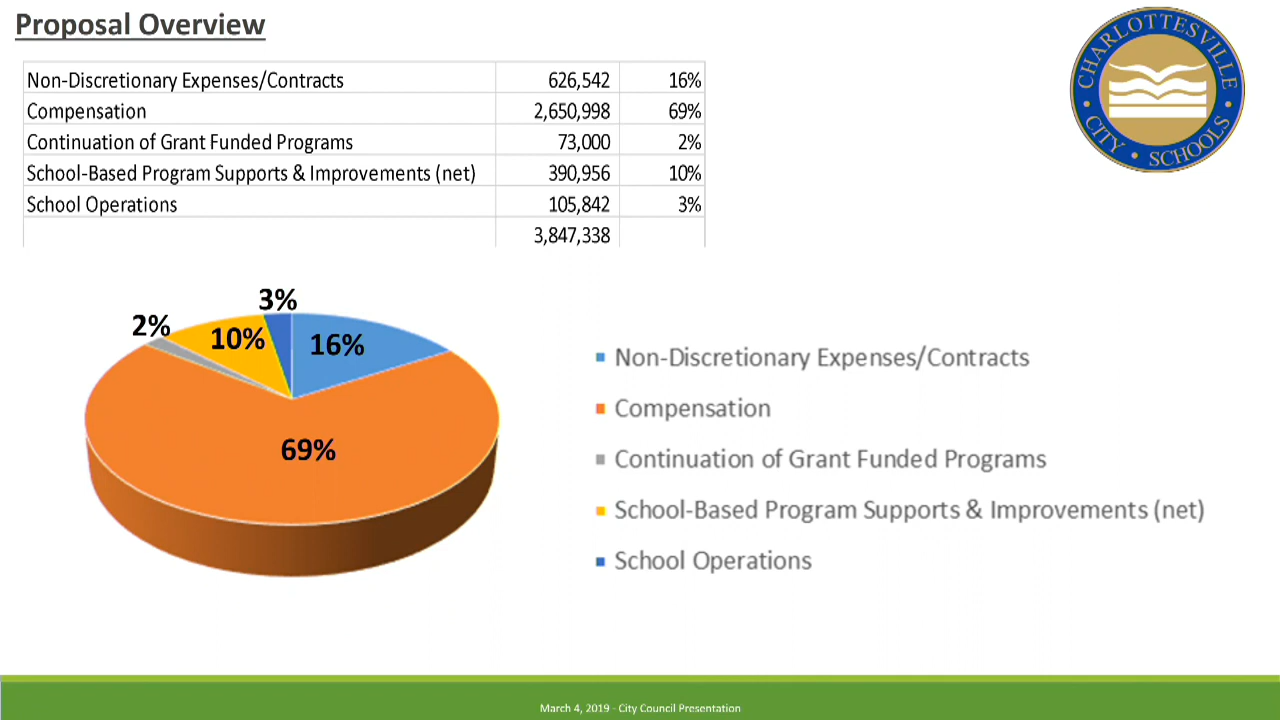 Proposal Overview
CHARLOTTESVILLE
CITY • SCHOOLS
Non-Discretionary Expenses/Contracts 626,542 16%
Compensation 2,650,998 69%
Continuation of Grant Funded Programs 73,000 2%
School-Based Program Supports & Improvements (net) 390,956 10%
School Operations 105,842 3%
3,847,338
3%
2%
10%
16%
69%
Non-Discretionary Expenses/Contracts
Compensation
Continuation of Grant Funded Programs
School-Based Program Supports & Improvements (net)
School Operations
March 4, 2019 - City Council Presentation